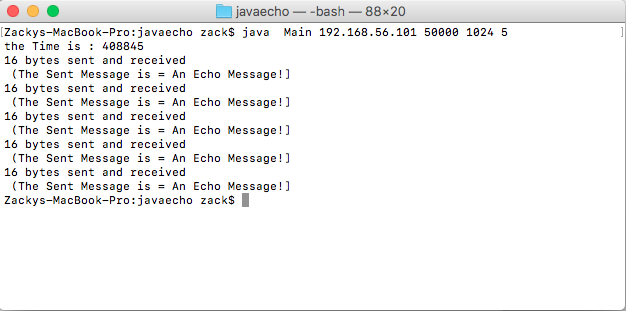 javaecho — -bash — 88×20
[Zackys-MacBook-Pro:javaecho zack$ java  Main 192.168.56.101 50000 1024 5 ]
the Time is : 408845
16 bytes sent and received
 (The Sent Message is = An Echo Message!]
16 bytes sent and received
 (The Sent Message is = An Echo Message!]
16 bytes sent and received
 (The Sent Message is = An Echo Message!]
16 bytes sent and received
 (The Sent Message is = An Echo Message!]
16 bytes sent and received
 (The Sent Message is = An Echo Message!]
Zackys-MacBook-Pro:javaecho zack$